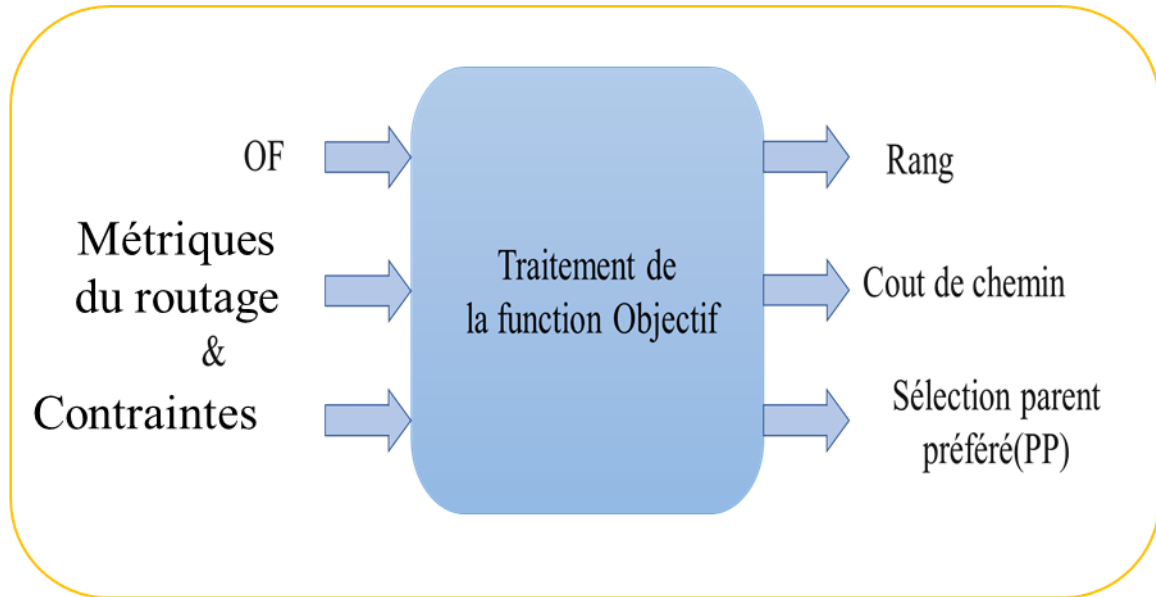 OF
Métriques
du routage
&
Contraintes
Traitement de
la function Objectif
Rang
Cout de chemin
Sélection parent
préféré(PP)